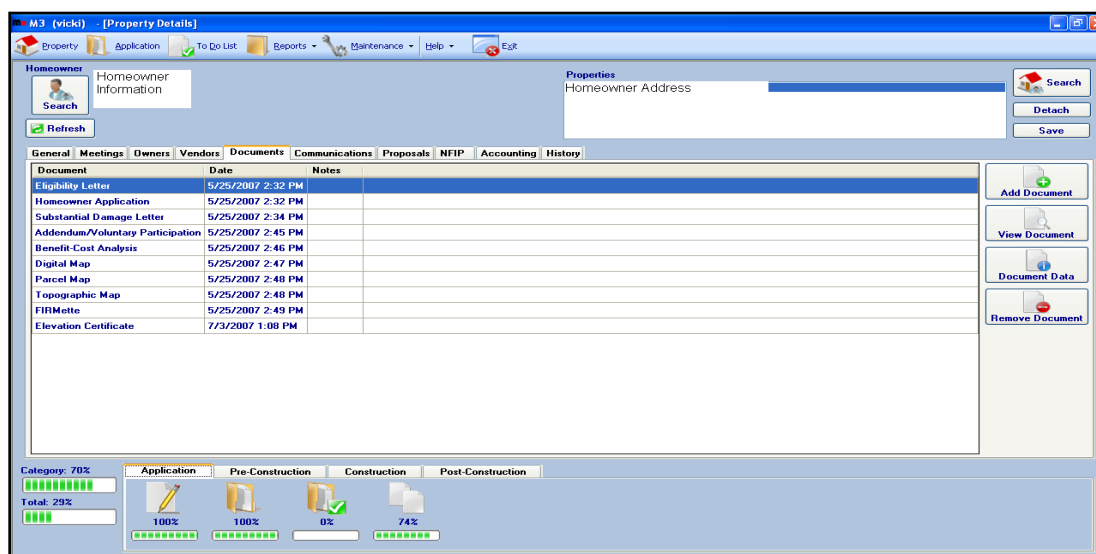 M3 (vicki) - [Property Details]
Property Application To Do List Reports Maintenance Help Exit
Homeowner
Homeowner
Information
Search
Refresh
Properties
Homeowner Address
Search
Detach
Save
General Meetings Owners Vendors Documents Communications Proposals NFIP Accounting History
Document Date Notes
Eligibility Letter 5/25/2007 2:32 PM
Homeowner Application 5/25/2007 2:32 PM
Substantial Damage Letter 5/25/2007 2:34 PM
Addendum/Voluntary Participation 5/25/2007 2:45 PM
Benefit-Cost Analysis 5/25/2007 2:46 PM
Digital Map 5/25/2007 2:47 PM
Parcel Map 5/25/2007 2:48 PM
Topographic Map 5/25/2007 2:48 PM
FIRMette 5/25/2007 2:49 PM
Elevation Certificate 7/3/2007 1:08 PM
Add Document
View Document
Document Data
Remove Document
Category: 70%
Total: 29%
Application Pre-Construction Construction Post-Construction
100% 100% 0% 74%